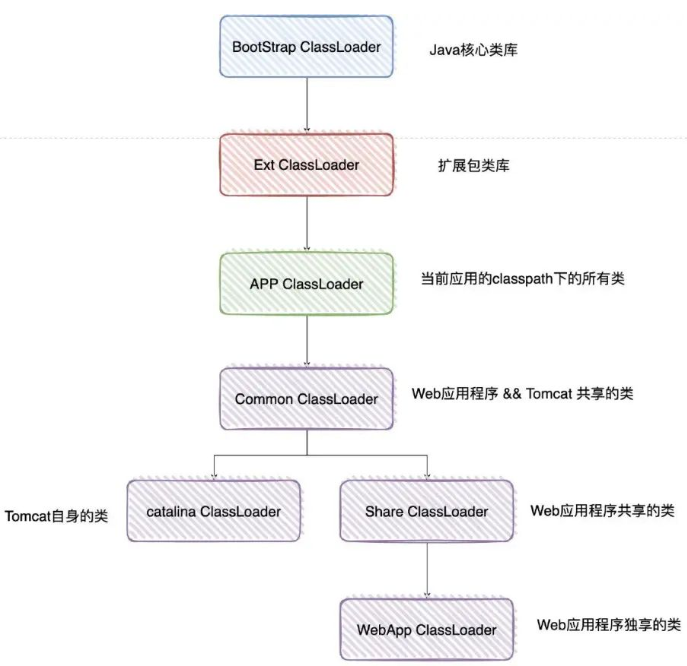 BootStrap ClassLoader
Java核心类库
Ext ClassLoader
扩展包类库
APP ClassLoader
当前应用的classpath下的所有类
Common ClassLoader
Web应用程序 && Tomcat 共享的类
Tomcat自身的类
catalina ClassLoader
Share ClassLoader
Web应用程序共享的类
WebApp ClassLoader
Web应用程序独享的类